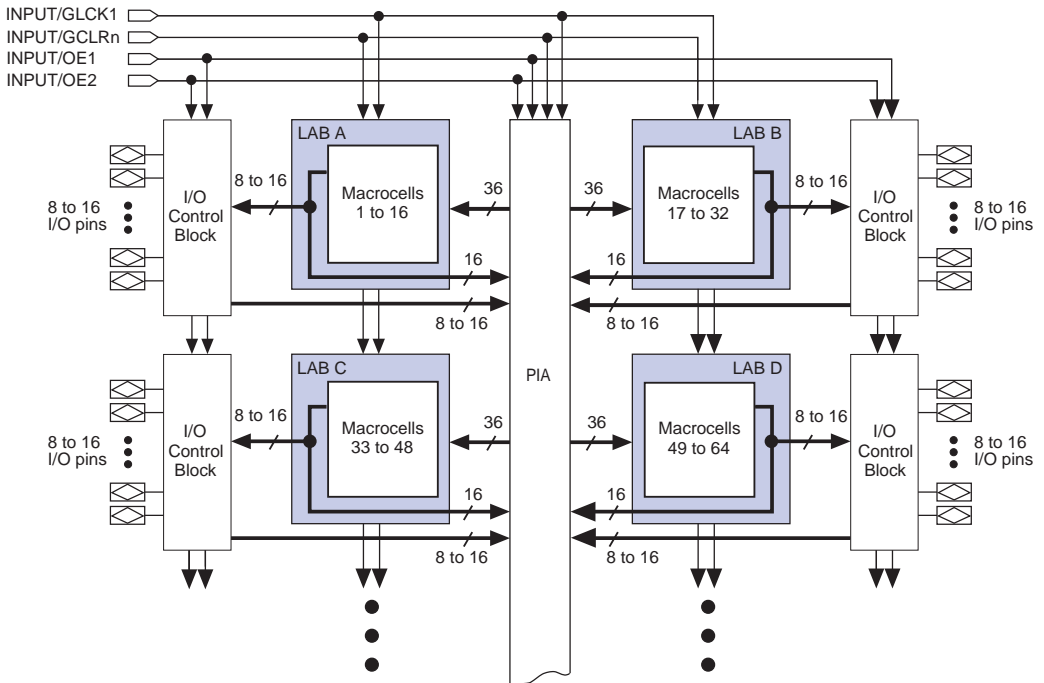 INPUT/GLCK1
INPUT/GCLRn
INPUT/OE1
INPUT/OE2
LAB A
LAB B
8 to 16
I/O pins
I/O
Control
Block
8 to 16
Macrocells
1 to 16
36
16
8 to 16
PIA
36
16
8 to 16
Macrocells
17 to 32
8 to 16
I/O
Control
Block
8 to 16
I/O pins
LAB C
LAB D
8 to 16
I/O pins
I/O
Control
Block
8 to 16
Macrocells
33 to 48
36
16
8 to 16
36
16
8 to 16
Macrocells
49 to 64
8 to 16
I/O
Control
Block
8 to 16
I/O pins